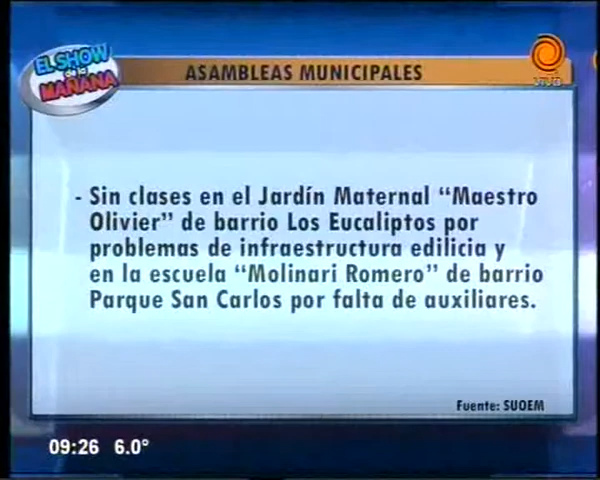 EL SHOW
de la
MAÑANA
ASAMBLEAS MUNICIPALES
VIVO
- Sin clases en el Jardín Maternal “Maestro
Olivier” de barrio Los Eucaliptos por
problemas de infraestructura edilicia y
en la escuela “Molinari Romero” de barrio
Parque San Carlos por falta de auxiliares.
Fuente: SUOEM
09:26 6.0°